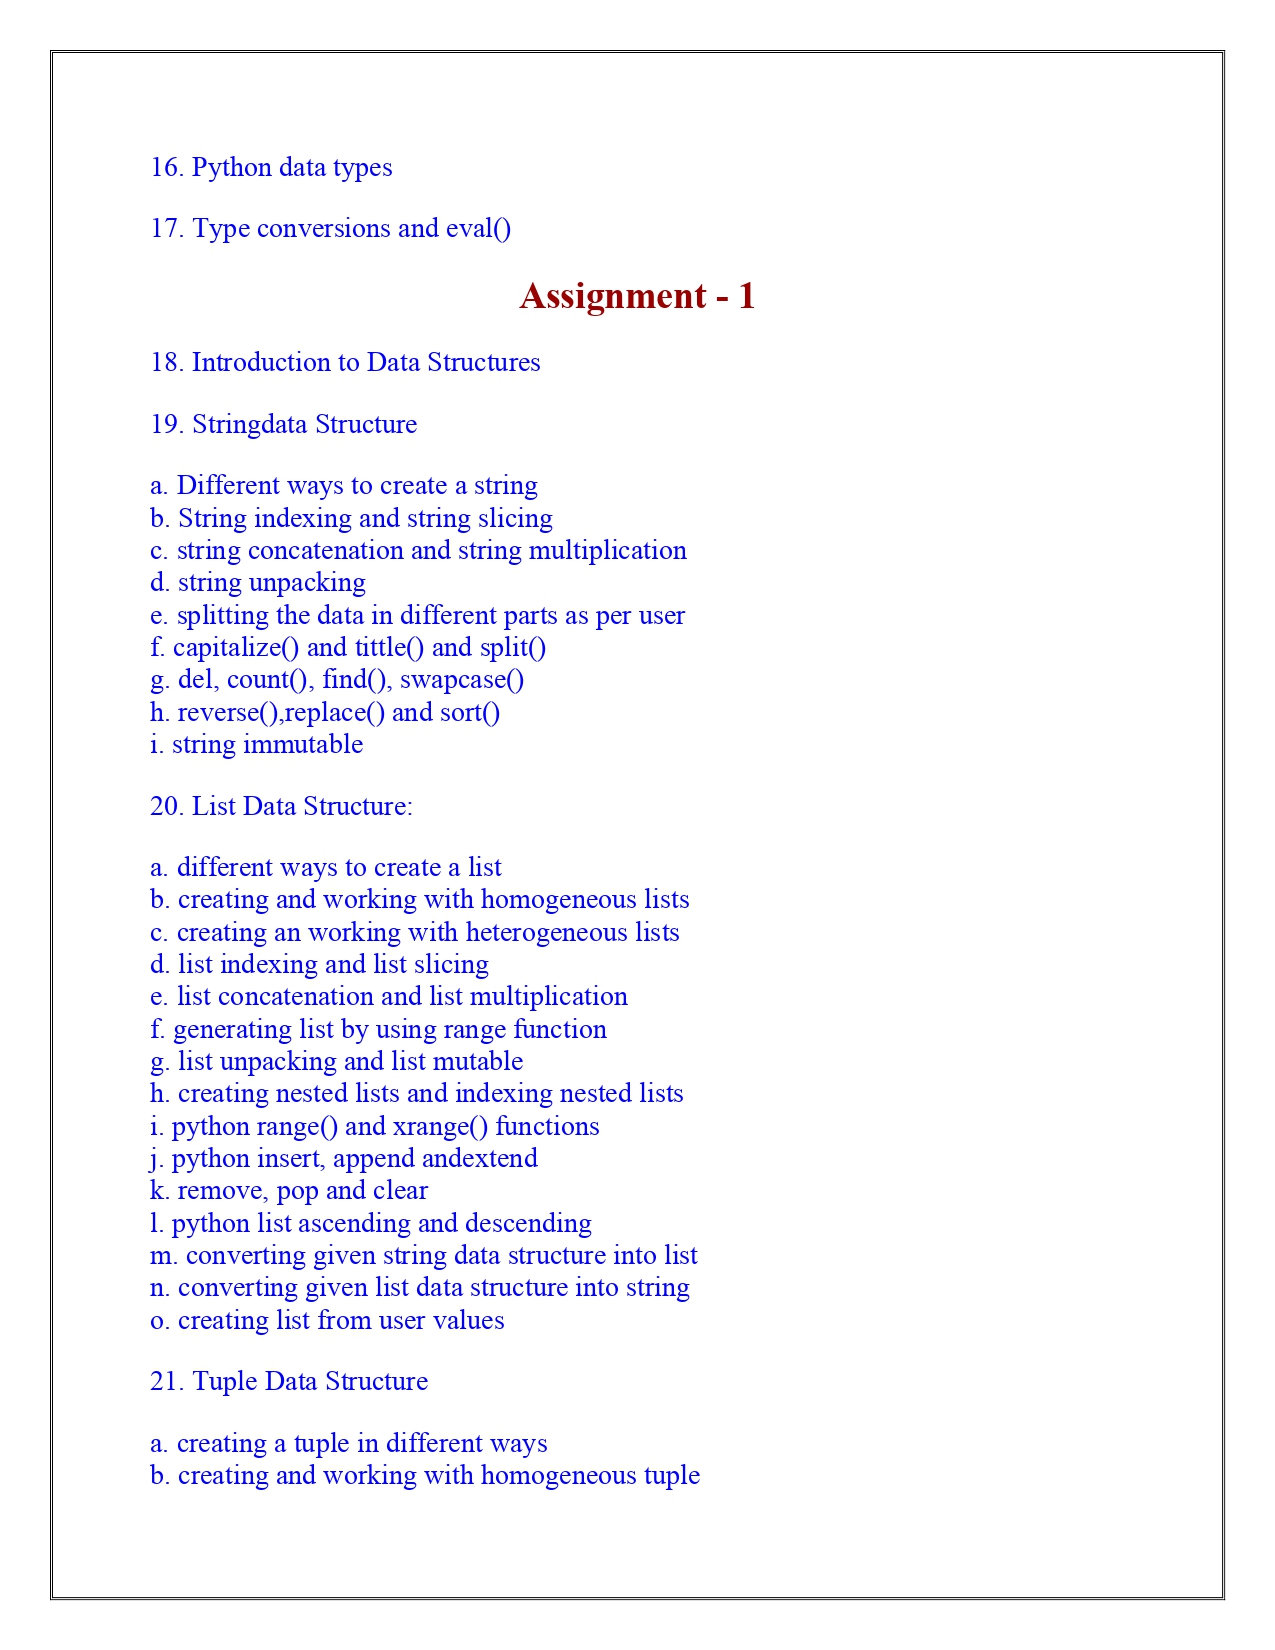 16. Python data types
17. Type conversions and eval()
Assignment - 1
18. Introduction to Data Structures
19. Stringdata Structure
a. Different ways to create a string
b. String indexing and string slicing
c. string concatenation and string multiplication
d. string unpacking
e. splitting the data in different parts as per user
f. capitalize() and tittle() and split()
g. del, count(), find(), swapcase()
h. reverse(),replace() and sort()
i. string immutable
20. List Data Structure:
a. different ways to create a list
b. creating and working with homogeneous lists
c. creating an working with heterogeneous lists
d. list indexing and list slicing
e. list concatenation and list multiplication
f. generating list by using range function
g. list unpacking and list mutable
h. creating nested lists and indexing nested lists
i. python range() and xrange() functions
j. python insert, append andextend
k. remove, pop and clear
l. python list ascending and descending
m. converting given string data structure into list
n. converting given list data structure into string
o. creating list from user values
21. Tuple Data Structure
a. creating a tuple in different ways
b. creating and working with homogeneous tuple